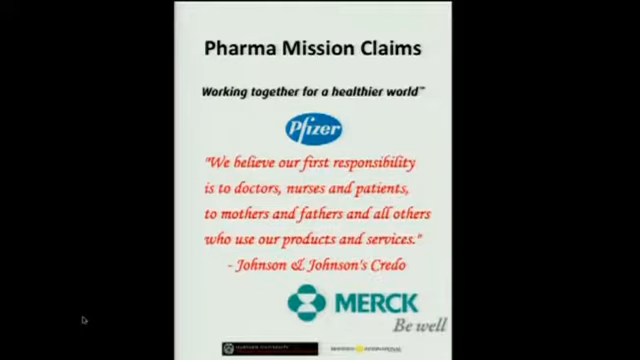 Pharma Mission Claims
Working together for a healthier world™
Pfizer
"We believe our first responsibility
is to doctors, nurses and patients,
to mothers and fathers and all others
who use our products and services."
- Johnson & Johnson's Credo
MERCK
Be well